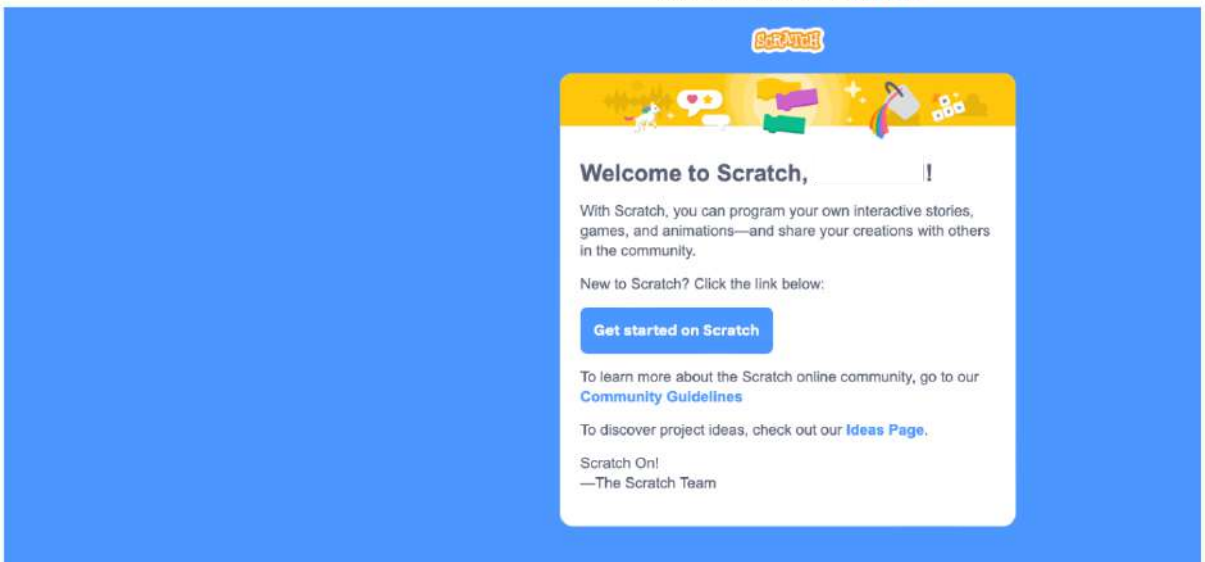 SCRATCH
Welcome to Scratch, !
With Scratch, you can program your own interactive stories,
games, and animations—and share your creations with others
in the community.
New to Scratch? Click the link below:
Get started on Scratch
To learn more about the Scratch online community, go to our
Community Guidelines
To discover project ideas, check out our Ideas Page.
Scratch On!
—The Scratch Team